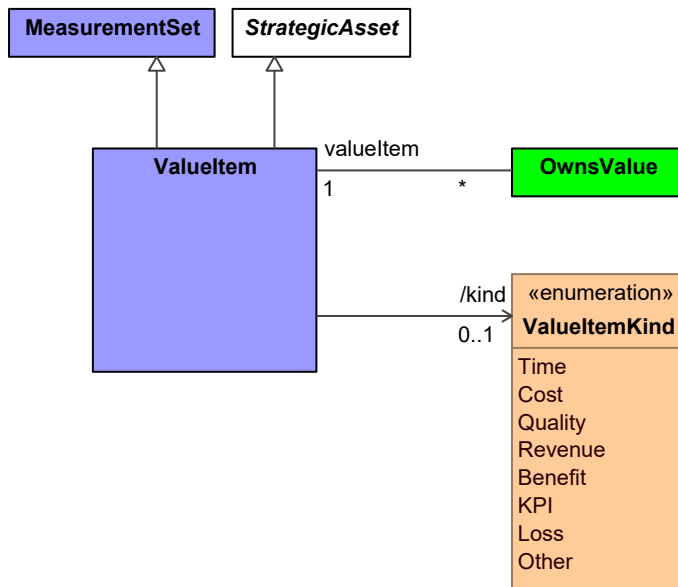 MeasurementSet
StrategicAsset
ValueItem
valueItem
1
*
OwnsValue
/kind
0..1
«enumeration»
ValueItemKind
Time
Cost
Quality
Revenue
Benefit
KPI
Loss
Other